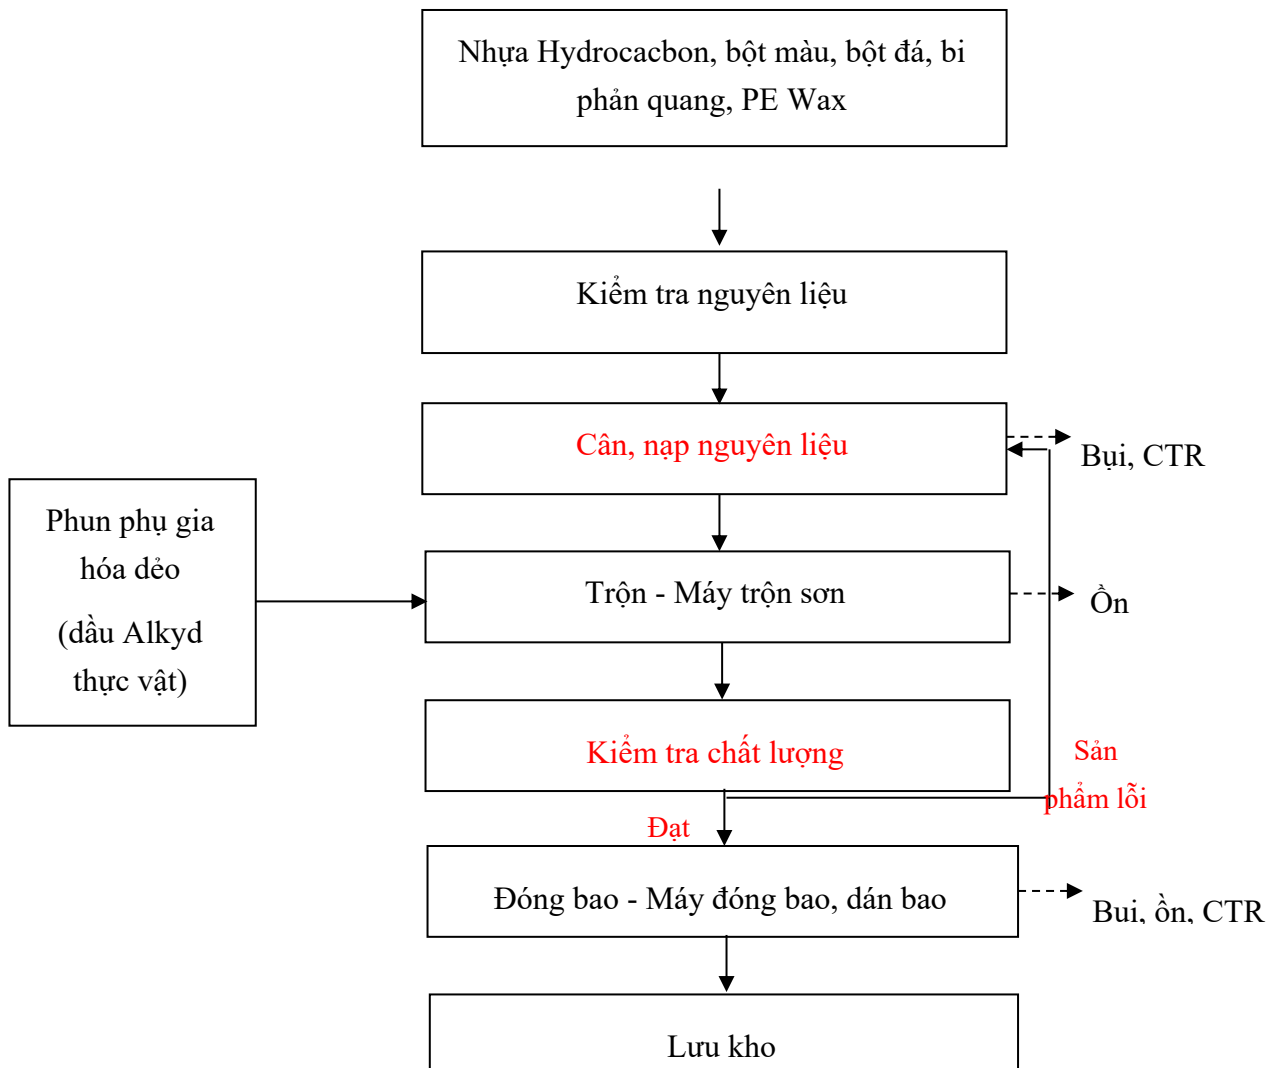 Nhựa Hydrocacbon, bột màu, bột đá, bi
phản quang, PE Wax
Kiểm tra nguyên liệu
Cân, nạp nguyên liệu
Bụi, CTR
Phun phụ gia
hóa dẻo
(dầu Alkyd
thực vật)
Trộn - Máy trộn sơn
Ồn
Kiểm tra chất lượng
Sản
phẩm lỗi
Đạt
Đóng bao - Máy đóng bao, dán bao
Bụi, ồn, CTR
Lưu kho